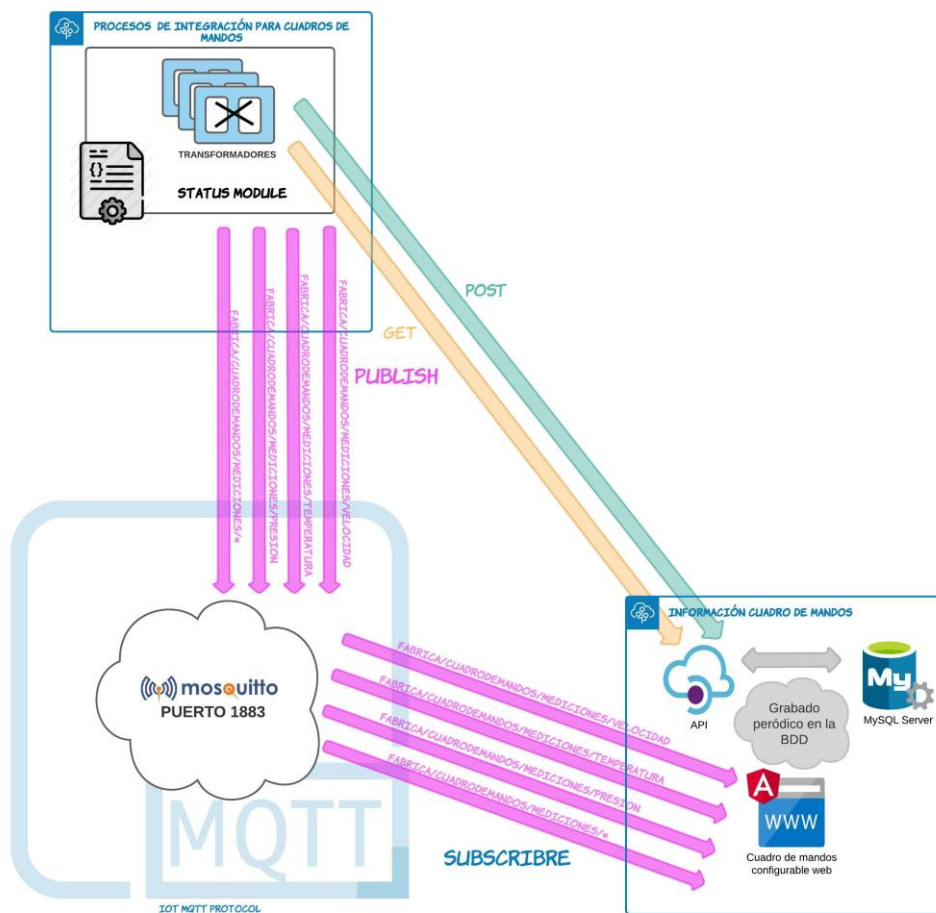 PROCESOS DE INTEGRACIÓN PARA CUADROS DE
MANDOS
TRANSFORMADORES
{}
STATUS MODULE
POST
GET
PUBLISH
FABRICA/CUADRODEMANDOS/MEDICIONES/*
FABRICA/CUADRODEMANDOS/MEDICIONES/PRESION
FABRICA/CUADRODEMANDOS/MEDICIONES/TEMPERATURA
FABRICA/CUADRODEMANDOS/MEDICIONES/VELOCIDAD
mosquitto
PUERTO 1883
MQTT
IOT MQTT PROTOCOL
FABRICA/CUADRODEMANDOS/MEDICIONES/VELOCIDAD
FABRICA/CUADRODEMANDOS/MEDICIONES/TEMPERATURA
FABRICA/CUADRODEMANDOS/MEDICIONES/PRESION
FABRICA/CUADRODEMANDOS/MEDICIONES/*
SUBSCRIBRE
INFORMACIÓN CUADRO DE MANDOS
API
Grabado
peródico en la
BDD
My
MySQL Server
A
WWW
Cuadro de mandos
configurable web